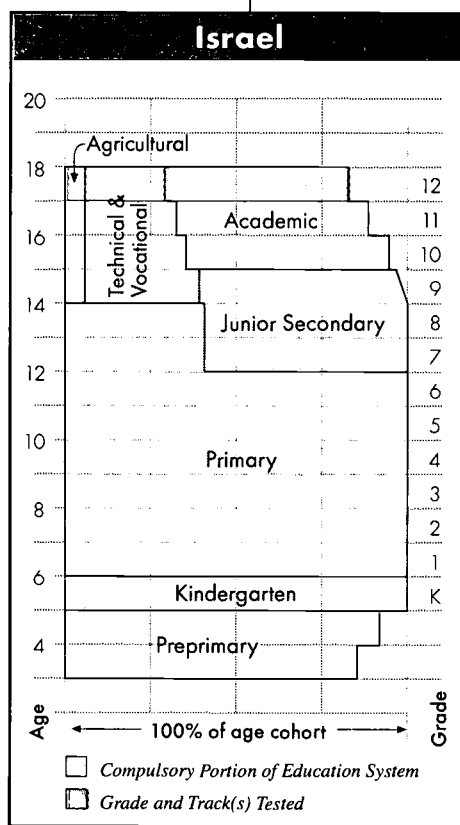 Israel
20
Agricultural
18
12
Technical &
Vocational
Academic
11
16
10
9
14
Junior Secondary
8
7
12
6
5
10
Primary
4
3
8
2
1
6
Kindergarten
K
4
Preprimary
Age
100% of age cohort
Grade
Compulsory Portion of Education System
Grade and Track(s) Tested